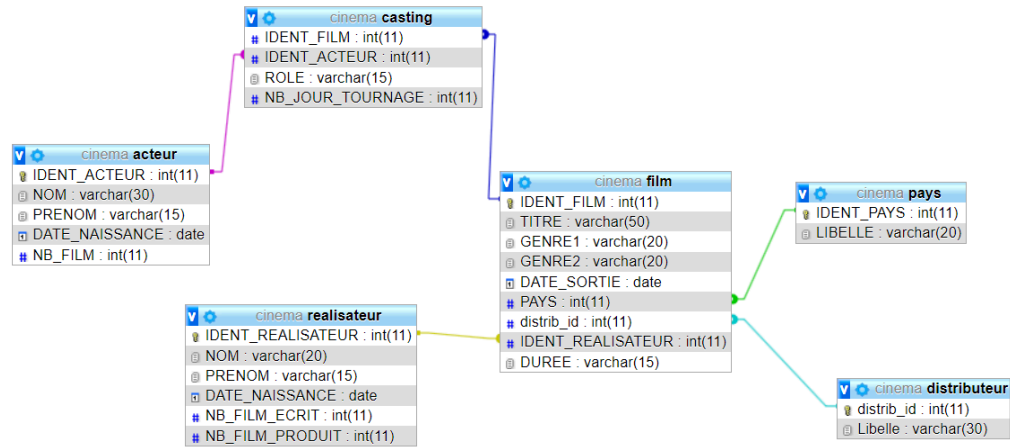 cinema casting
IDENT_FILM : int(11)
IDENT_ACTEUR : int(11)
ROLE : varchar(15)
NB_JOUR_TOURNAGE : int(11)
cinema acteur
IDENT_ACTEUR : int(11)
NOM : varchar(30)
PRENOM : varchar(15)
DATE_NAISSANCE : date
NB_FILM : int(11)
cinema film
IDENT_FILM : int(11)
TITRE : varchar(50)
GENRE1 : varchar(20)
GENRE2 : varchar(20)
DATE_SORTIE : date
PAYS : int(11)
distrib_id : int(11)
IDENT_REALISATEUR : int(11)
DUREE : varchar(15)
cinema pays
IDENT_PAYS : int(11)
LIBELLE : varchar(20)
cinema realisateur
IDENT_REALISATEUR : int(11)
NOM : varchar(20)
PRENOM : varchar(15)
DATE_NAISSANCE : date
NB_FILM_ECRIT : int(11)
NB_FILM_PRODUIT : int(11)
cinema distributeur
distrib_id : int(11)
Libelle : varchar(30)